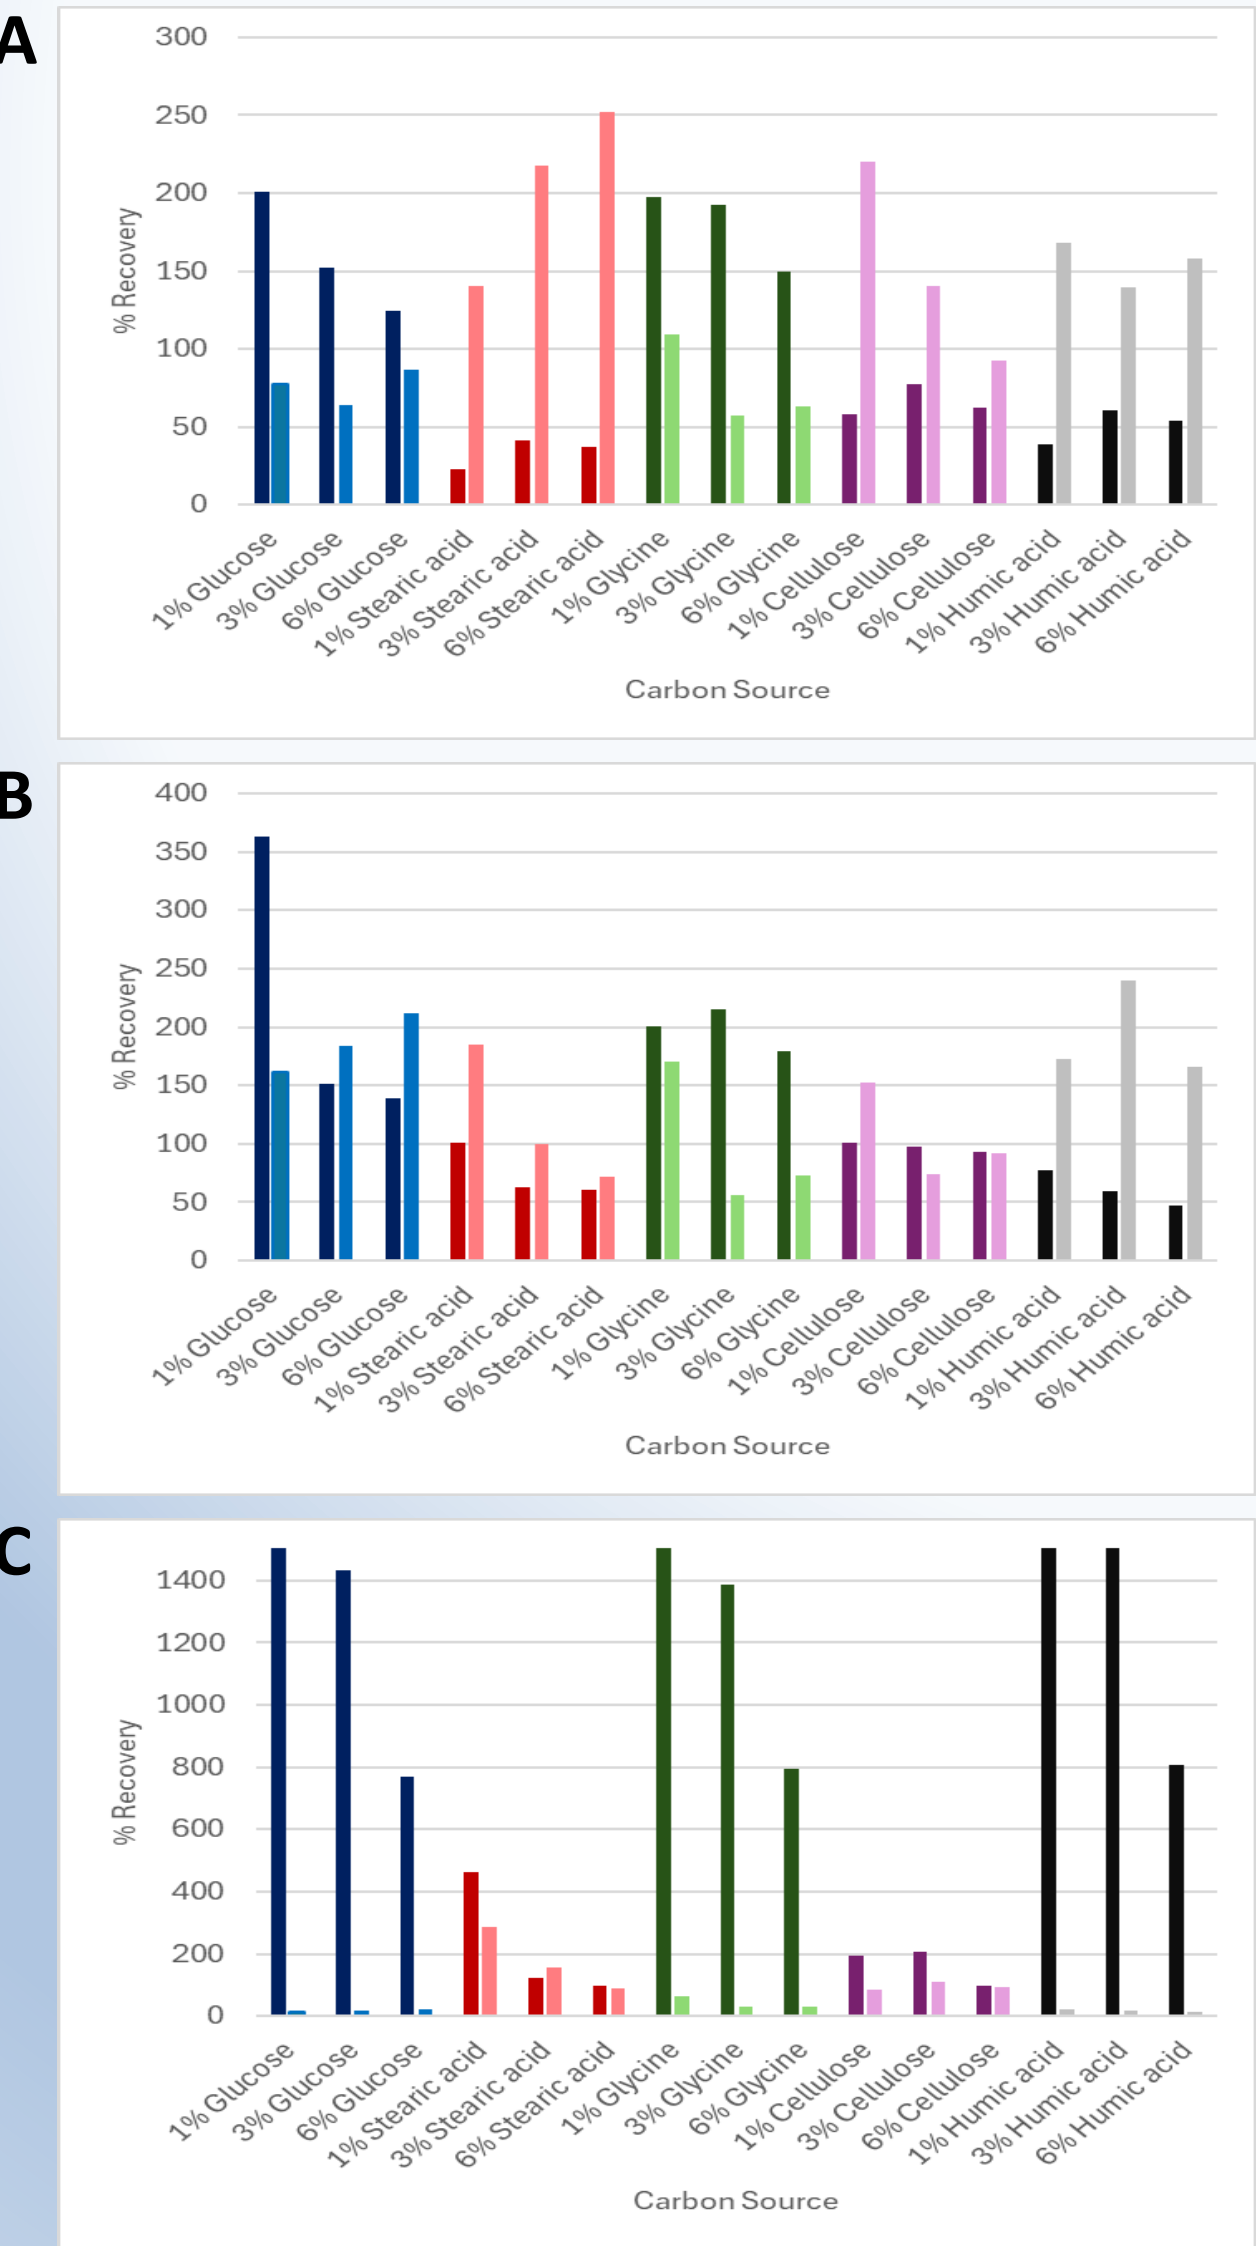 A
300
250
200
150
100
50
0
% Recovery
1% Glucose
3% Glucose
6% Glucose
1% Stearic acid
3% Stearic acid
6% Stearic acid
1% Glycine
3% Glycine
6% Glycine
1% Cellulose
3% Cellulose
6% Cellulose
1% Humic acid
3% Humic acid
6% Humic acid
Carbon Source
B
400
350
300
250
200
150
100
50
0
% Recovery
1% Glucose
3% Glucose
6% Glucose
1% Stearic acid
3% Stearic acid
6% Stearic acid
1% Glycine
3% Glycine
6% Glycine
1% Cellulose
3% Cellulose
6% Cellulose
1% Humic acid
3% Humic acid
6% Humic acid
Carbon Source
C
1400
1200
1000
800
600
400
200
0
% Recovery
1% Glucose
3% Glucose
6% Glucose
1% Stearic acid
3% Stearic acid
6% Stearic acid
1% Glycine
3% Glycine
6% Glycine
1% Cellulose
3% Cellulose
6% Cellulose
1% Humic acid
3% Humic acid
6% Humic acid
Carbon Source